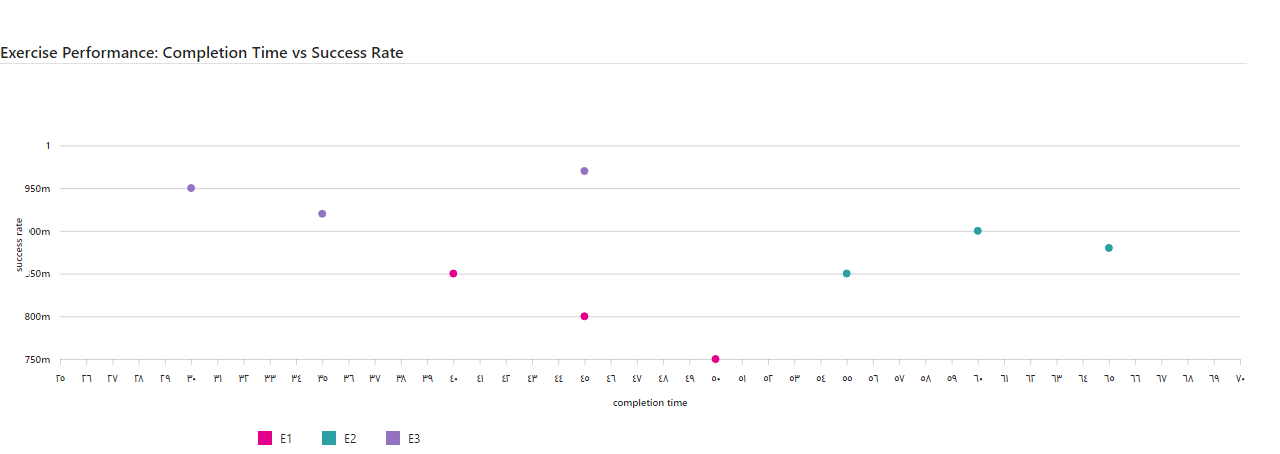 Exercise Performance: Completion Time vs Success Rate
1
950m
00m
50m
800m
750m
success rate
٢٥ ٢٦ ٢٧ ٢٨ ٢٩ ٣٠ ٣١ ٣٢ ٣٣ ٣٤ ٣٥ ٣٦ ٣٧ ٣٨ ٣٩ ٤٠ ٤١ ٤٢ ٤٣ ٤٤ ٤٥ ٤٦ ٤٧ ٤٨ ٤٩ ٥٠ ٥١ ٥٢ ٥٣ ٥٤ ٥٥ ٥٦ ٥٧ ٥٨ ٥٩ ٦٠ ٦١ ٦٢ ٦٣ ٦٤ ٦٥ ٦٦ ٦٧ ٦٨ ٦٩ ٧٠
completion time
E1 E2 E3